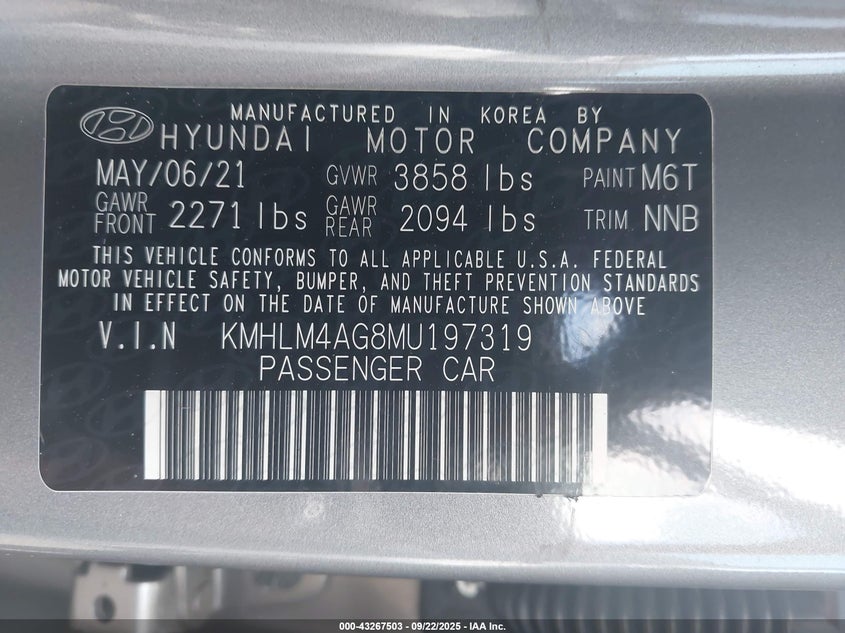 MANUFACTURED IN KOREA BY
HYUNDAI MOTOR COMPANY
MAY/06/21 GVWR 3858 lbs PAINT M6T
GAWR FRONT 2271 lbs GAWR REAR 2094 lbs TRIM NNB
THIS VEHICLE CONFORMS TO ALL APPLICABLE U.S.A. FEDERAL
MOTOR VEHICLE SAFETY, BUMPER, AND THEFT PREVENTION STANDARDS
IN EFFECT ON THE DATE OF MANUFACTURE SHOWN ABOVE
V.I.N KMHLM4AG8MU197319
PASSENGER CAR
000-43267503 - 09/22/2025 - IAA Inc.